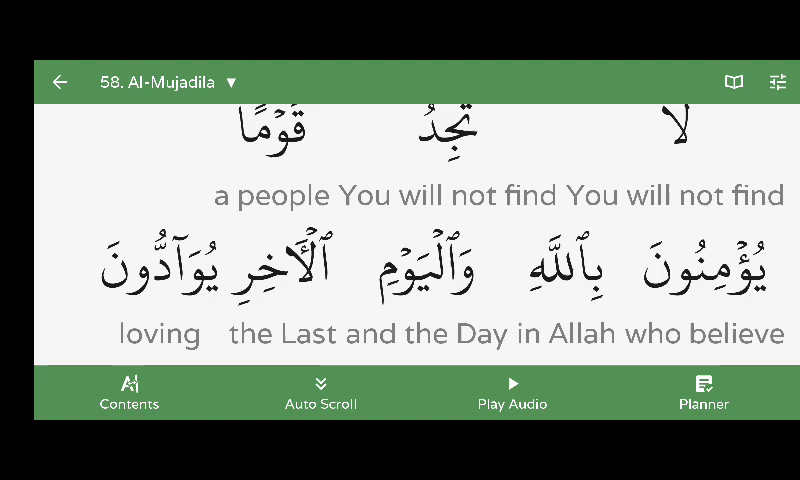 58. Al-Mujadila ▼
لَا تَجِدُ قَوْمًا
a people You will not find You will not find
يُؤْمِنُونَ بِٱللَّهِ وَٱلْيَوْمِ ٱلْـَٔاخِرِ يُوَآدُّونَ
loving the Last and the Day in Allah who believe
Contents Auto Scroll Play Audio Planner